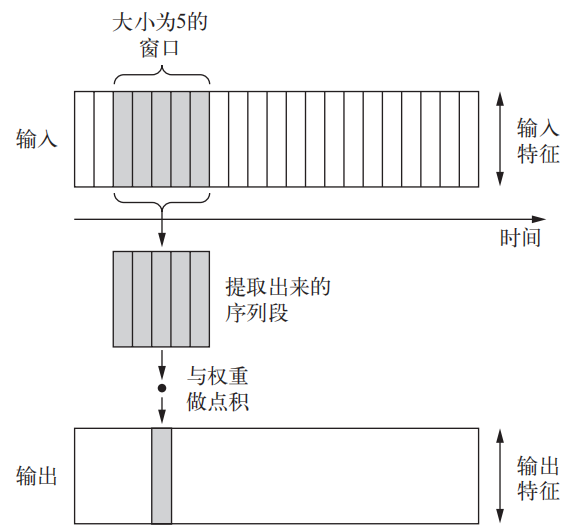 大小为5的
窗口
输入
输入
特征
时间
提取出来的
序列段
与权重
做点积
输出
输出
特征